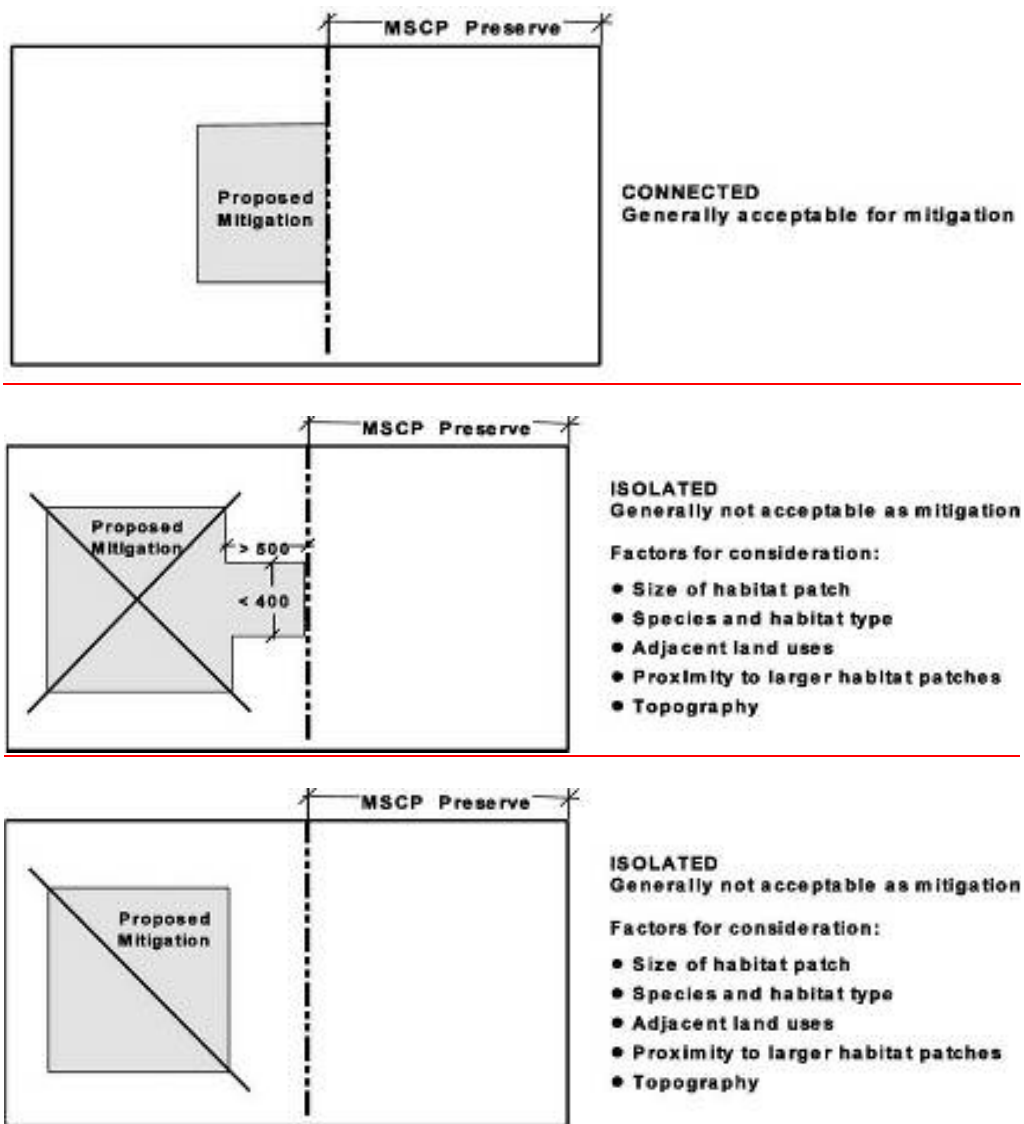 MSCP Preserve
Proposed
Mitigation
CONNECTED
Generally acceptable for mitigation
MSCP Preserve
Proposed
Mitigation
> 500
< 400
ISOLATED
Generally not acceptable as mitigation
Factors for consideration:
● Size of habitat patch
● Species and habitat type
● Adjacent land uses
● Proximity to larger habitat patches
● Topography
MSCP Preserve
Proposed
Mitigation
ISOLATED
Generally not acceptable as mitigation
Factors for consideration:
● Size of habitat patch
● Species and habitat type
● Adjacent land uses
● Proximity to larger habitat patches
● Topography